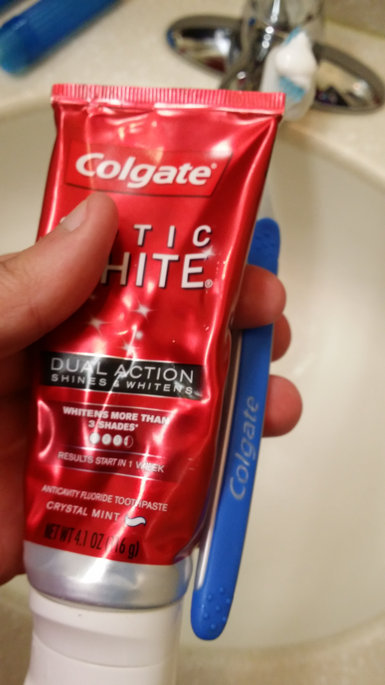 Colgate®
TIC
HITE®
DUAL ACTION
SHINES & WHITENS
WHITENS MORE THAN
3 SHADES*
RESULTS START IN 1 WEEK
ANTICAVITY FLUORIDE TOOTHPASTE
CRYSTAL MINT
NET WT 4.1 OZ (116 g)
Colgate